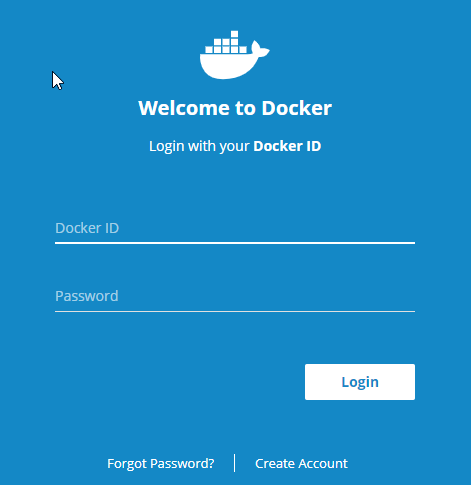 Welcome to Docker
Login with your Docker ID
Docker ID
Password
Login
Forgot Password? | Create Account